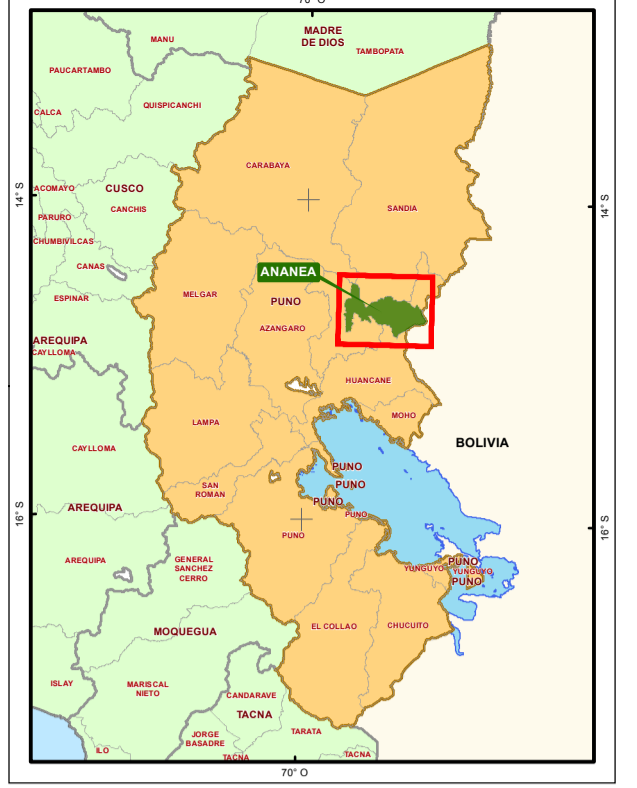 70° O
MADRE
DE DIOS
MANU
TAMBOPATA
PAUCARTAMBO
QUISPICANCHI
CALCA
CARABAYA
14° S
ACOMAYO
CUSCO
SANDIA
14° S
CANCHIS
PARURO
CHUMBIVILCAS
CANAS
ANANEA
ESPINAR
MELGAR
PUNO
AZANGARO
AREQUIPA
CAYLLOMA
HUANCANE
MOHO
LAMPA
BOLIVIA
CAYLLOMA
PUNO
PUNO
SAN
ROMAN
PUNO
AREQUIPA
PUNO
16° S
16° S
PUNO
AREQUIPA
GENERAL
SANCHEZ
CERRO
PUNO
YUNGUYO
YUNGUYO
PUNO
MOQUEGUA
EL COLLAO
CHUCUITO
ISLAY
MARISCAL
NIETO
CANDARAVE
TACNA
TARATA
JORGE
BASADRE
ILO
TACNA
TACNA
70° O